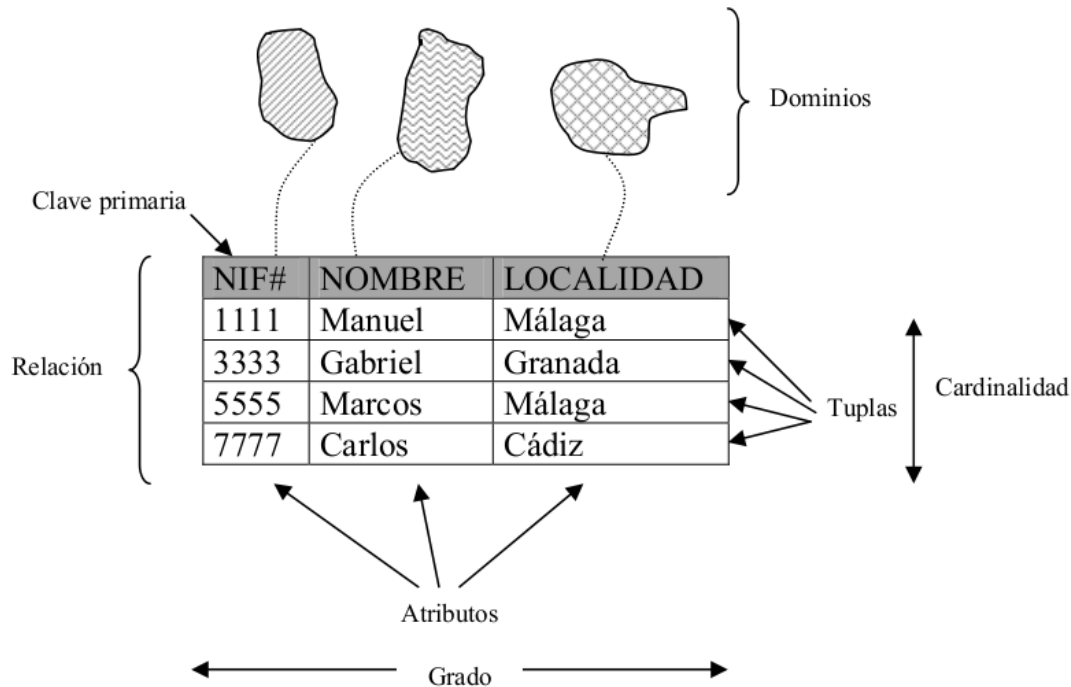 Dominios
Clave primaria
NIF# NOMBRE LOCALIDAD
1111 Manuel Málaga
3333 Gabriel Granada
5555 Marcos Málaga
7777 Carlos Cádiz
Relación
Tuplas
Cardinalidad
Atributos
Grado